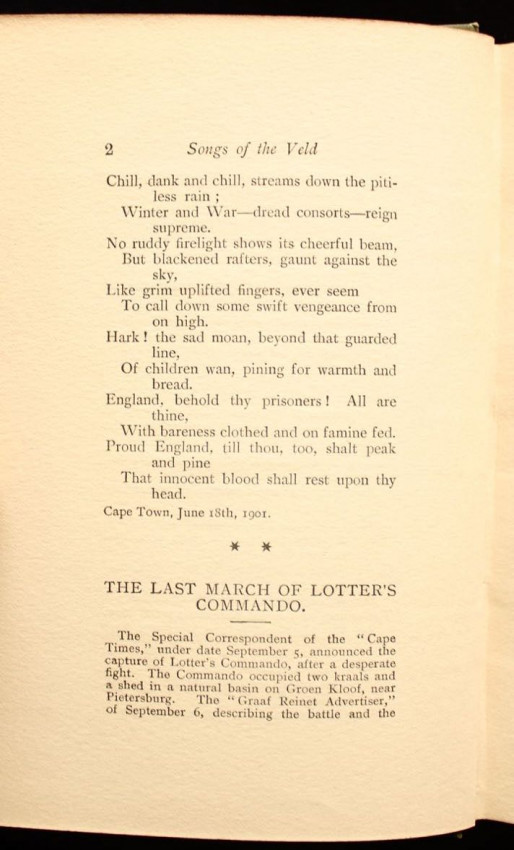 2 Songs of the Veld
Chill, dank and chill, streams down the piti-
less rain ;
Winter and War—dread consorts—reign
supreme.
No ruddy firelight shows its cheerful beam,
But blackened rafters, gaunt against the
sky,
Like grim uplifted fingers, ever seem
To call down some swift vengeance from
on high.
Hark ! the sad moan, beyond that guarded
line,
Of children wan, pining for warmth and
bread.
England, behold thy prisoners ! All are
thine,
With bareness clothed and on famine fed.
Proud England, till thou, too, shalt peak
and pine
That innocent blood shall rest upon thy
head.
Cape Town, June 18th, 1901.
* *
THE LAST MARCH OF LOTTER'S
COMMANDO.
The Special Correspondent of the “Cape
Times,” under date September 5, announced the
capture of Lotter's Commando, after a desperate
fight. The Commando occupied two kraals and
a shed in a natural basin on Groen Kloof, near
Pietersburg. The “Graaf Reinet Advertiser,”
of September 6, describing the battle and the